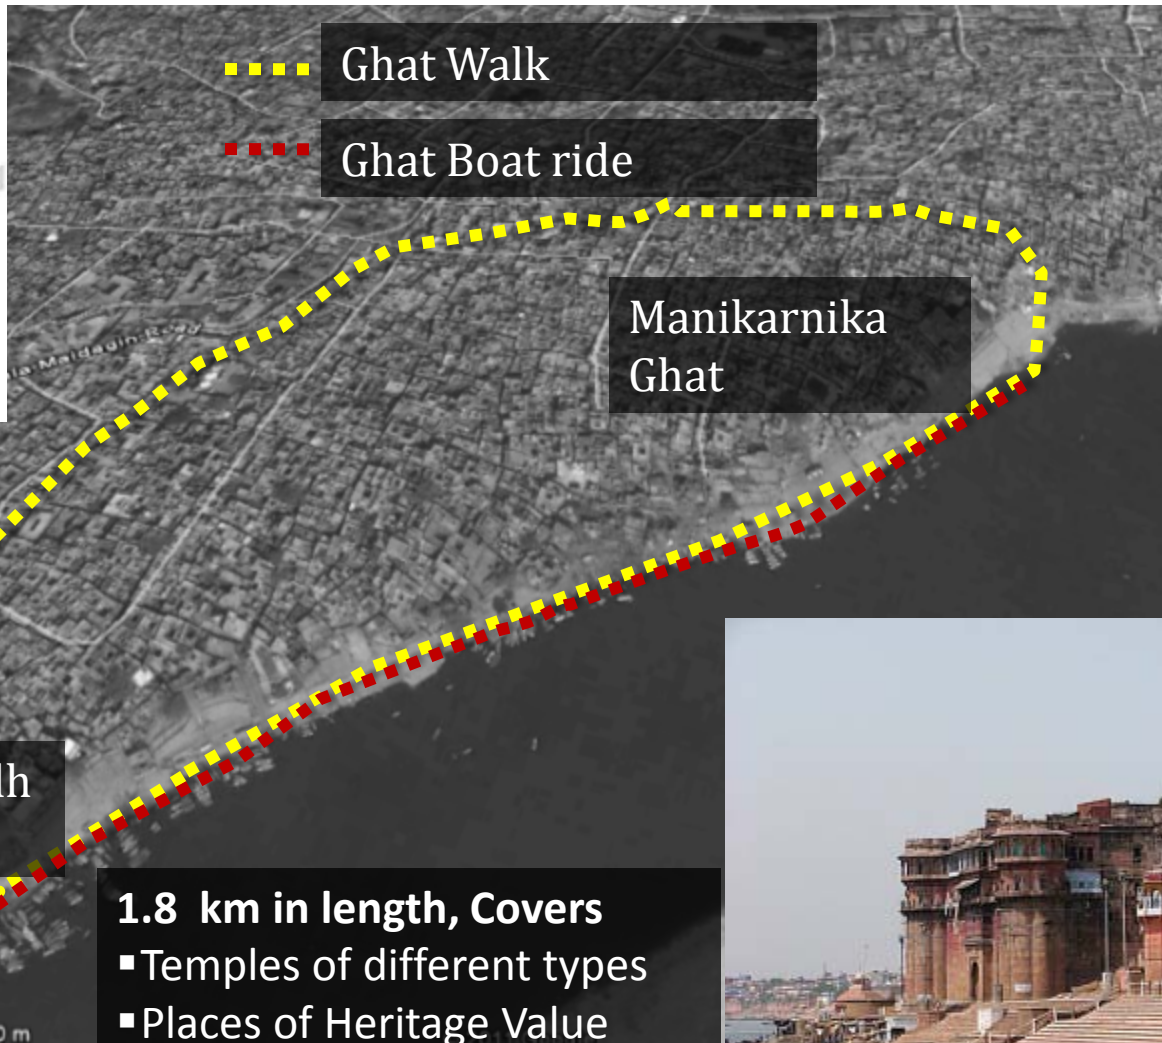 Ghat Walk
Ghat Boat ride
Manikarnika
Ghat
1.8 km in length, Covers
▪Temples of different types
▪Places of Heritage Value